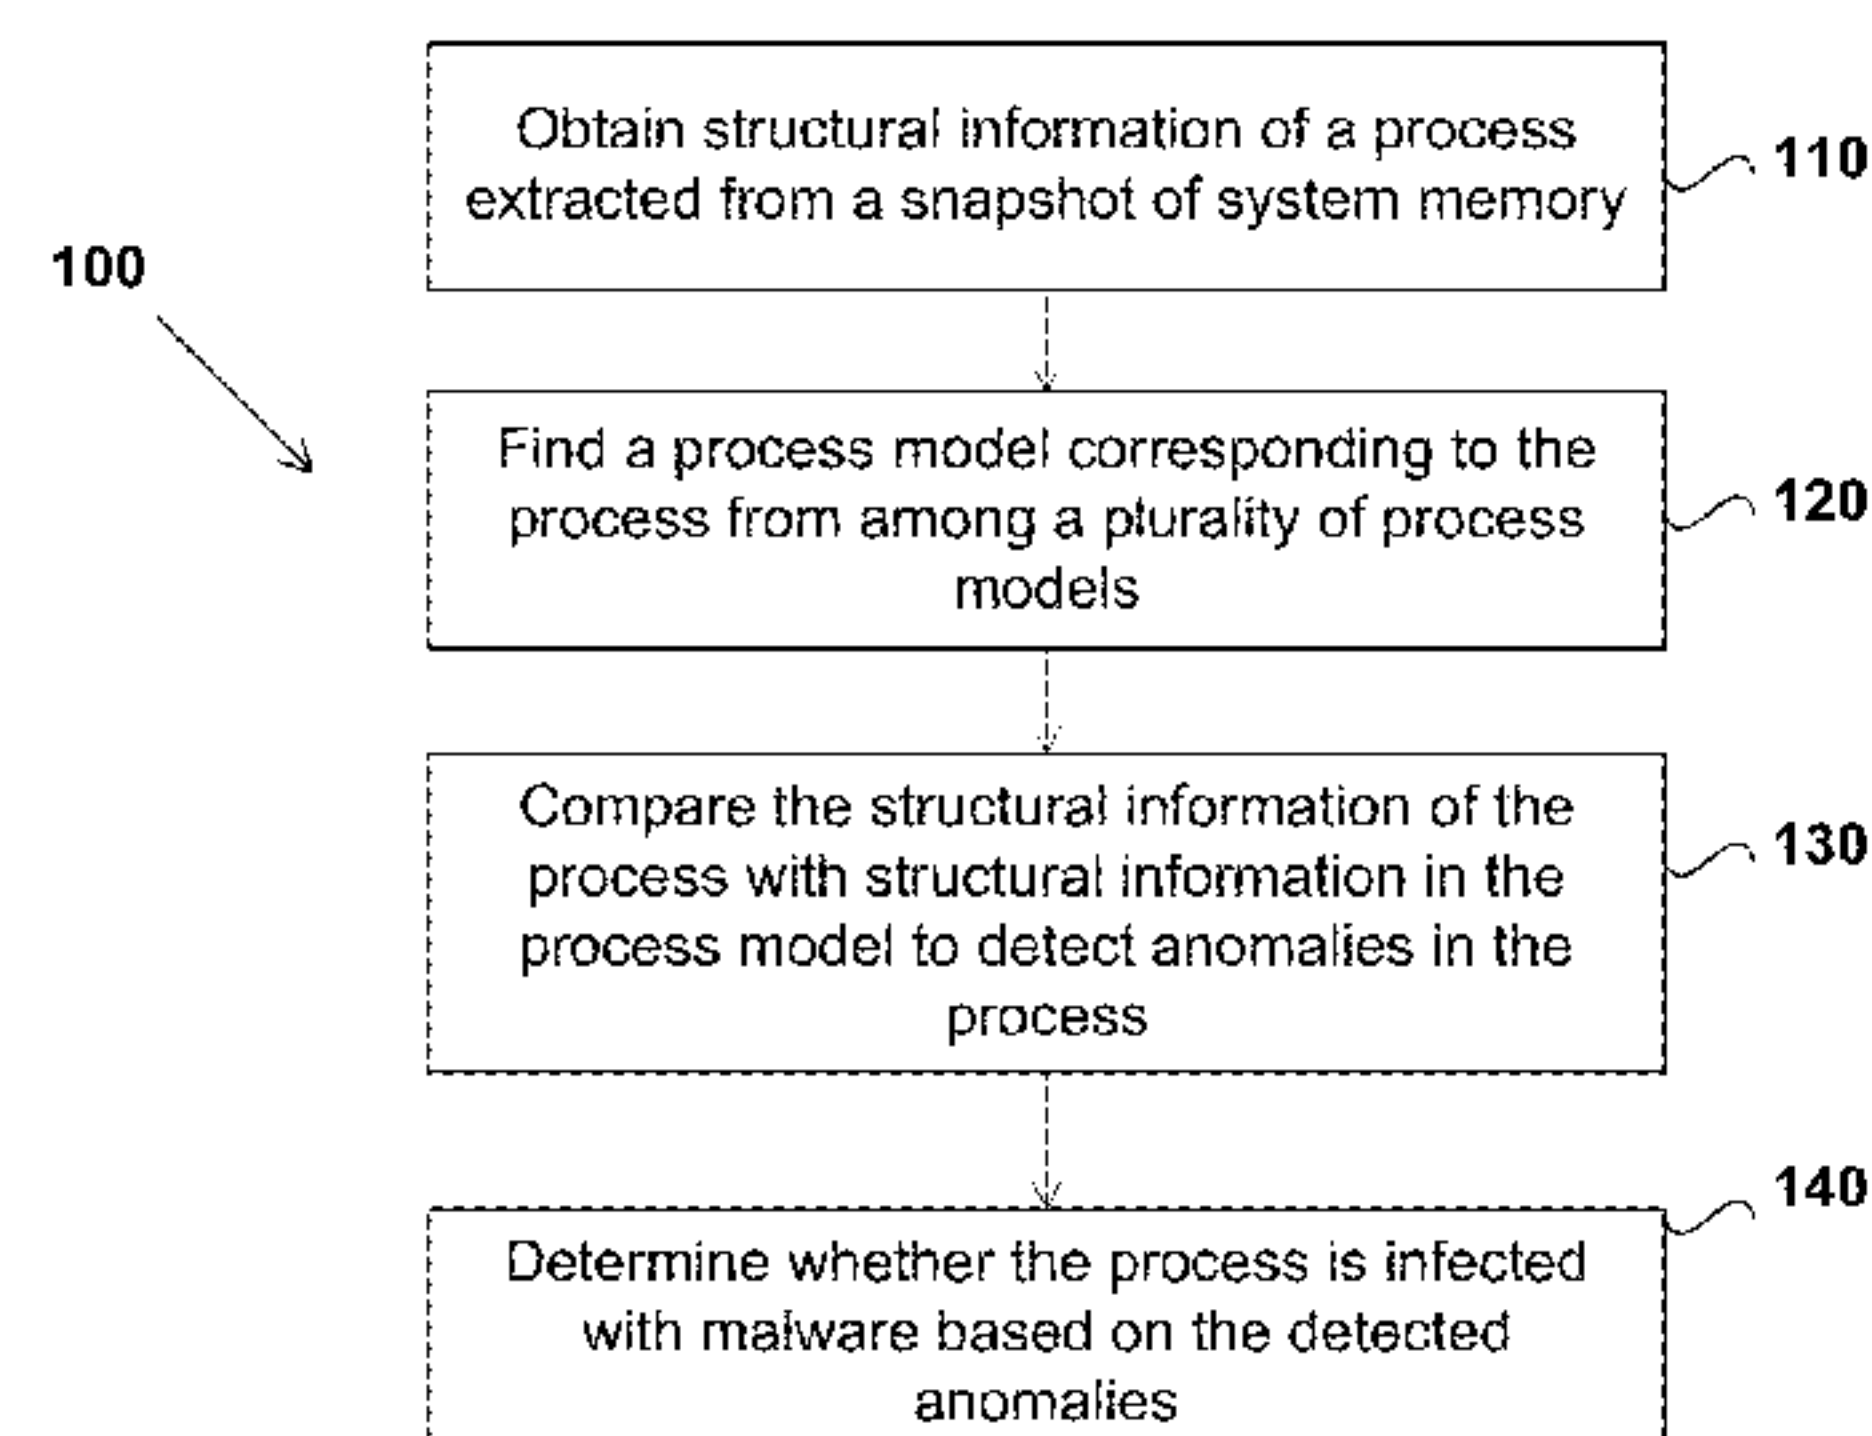 Obtain structural information of a process
extracted from a snapshot of system memory
110
100
Find a process model corresponding to the
process from among a plurality of process
models
120
Compare the structural information of the
process with structural information in the
process model to detect anomalies in the
process
130
140
Determine whether the process is infected
with malware based on the detected
anomalies